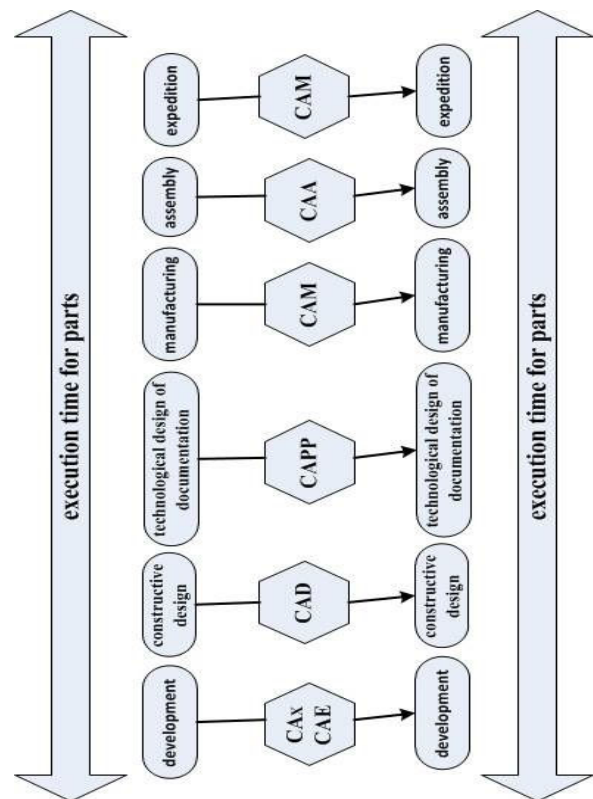 execution time for parts
development
constructive
design
technological design of
documentation
manufacturing
assembly
expedition
CAx
CAE
CAD
CAPP
CAM
CAA
CAM
development
constructive
design
technological design of
documentation
manufacturing
assembly
expedition
execution time for parts